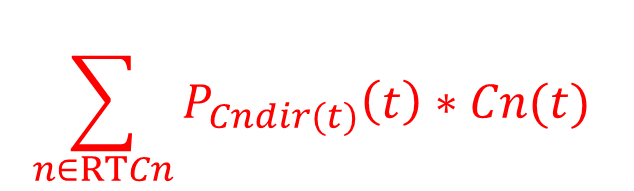 ∑ P_{Cndir(t)}(t) * Cn(t)
n∈RTCn